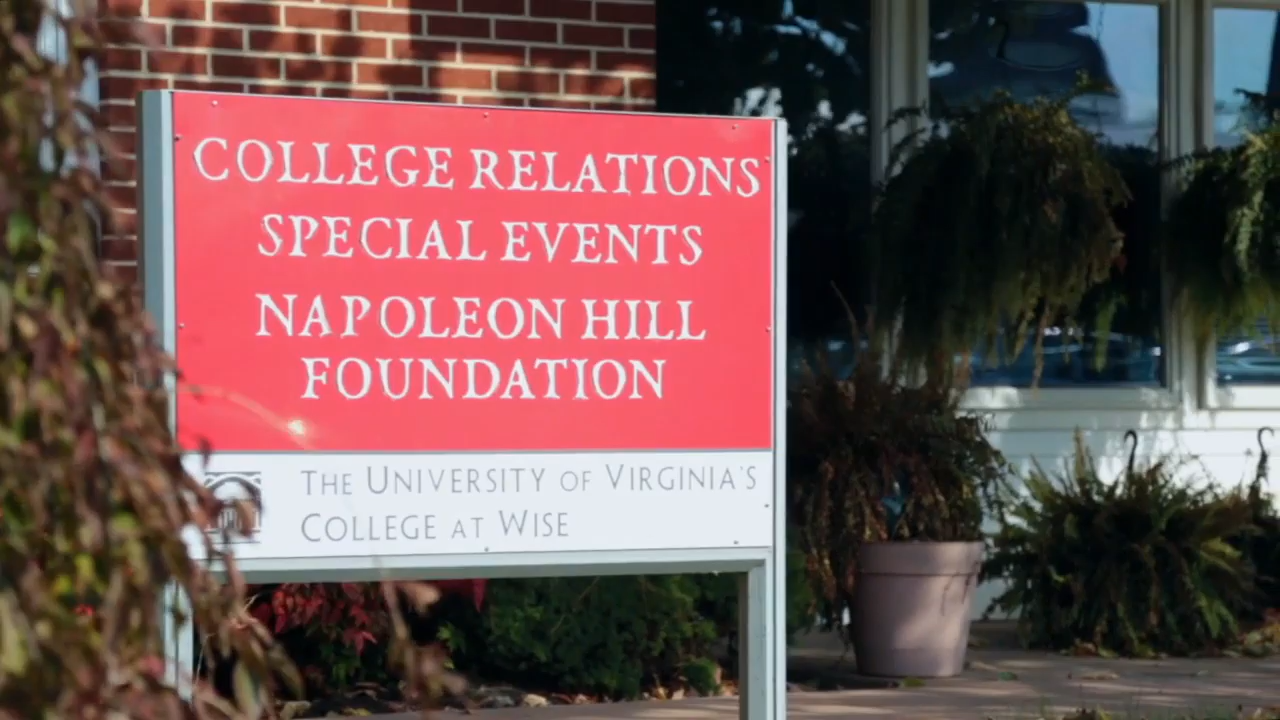 COLLEGE RELATIONS
SPECIAL EVENTS
NAPOLEON HILL
FOUNDATION
THE UNIVERSITY OF VIRGINIA'S
COLLEGE AT WISE